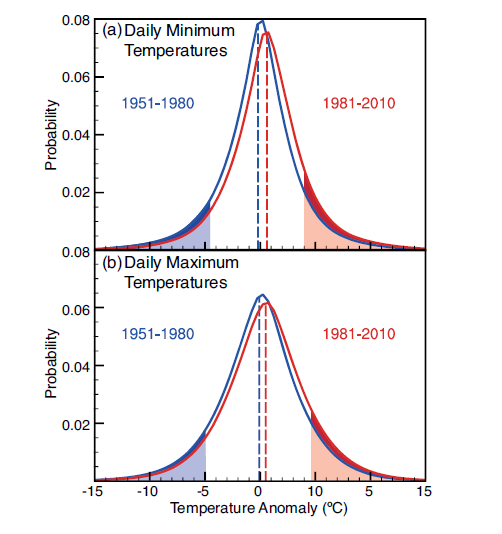 0.08
(a) Daily Minimum
Temperatures
0.06
1951-1980
1981-2010
Probability
0.04
0.02
0.08
(b) Daily Maximum
Temperatures
0.06
1951-1980
1981-2010
Probability
0.04
0.02
-15 -10 -5 0 10 5 15
Temperature Anomaly (ºC)